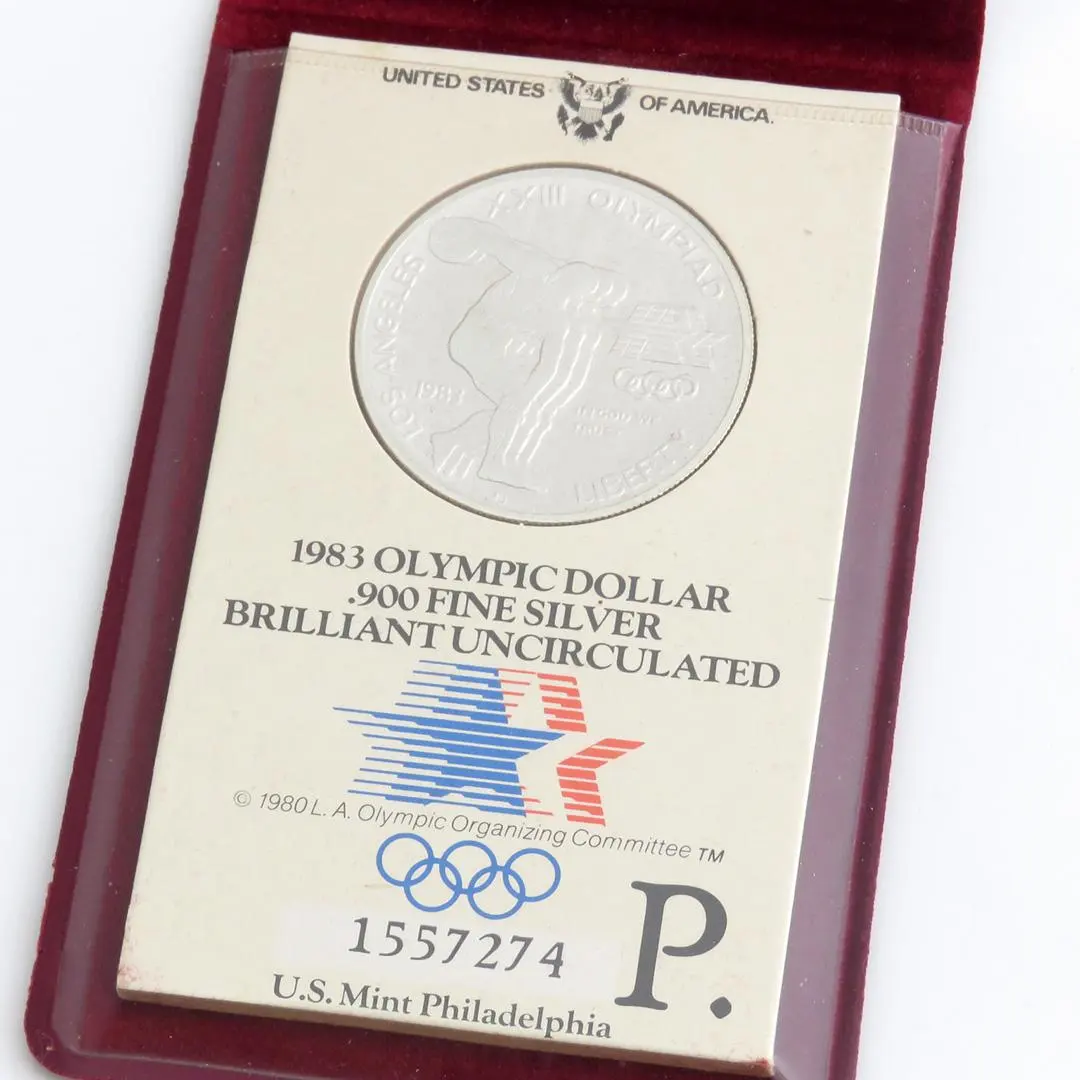 UNITED STATES OF AMERICA.
XXIII OLYMPIAD
LOS ANGELES
1983
IN GOD WE
TRUST
LIBERTY
1983 OLYMPIC DOLLAR
.900 FINE SILVER
BRILLIANT UNCIRCULATED
© 1980 L. A. Olympic Organizing Committee TM
1557274
P.
U.S. Mint Philadelphia